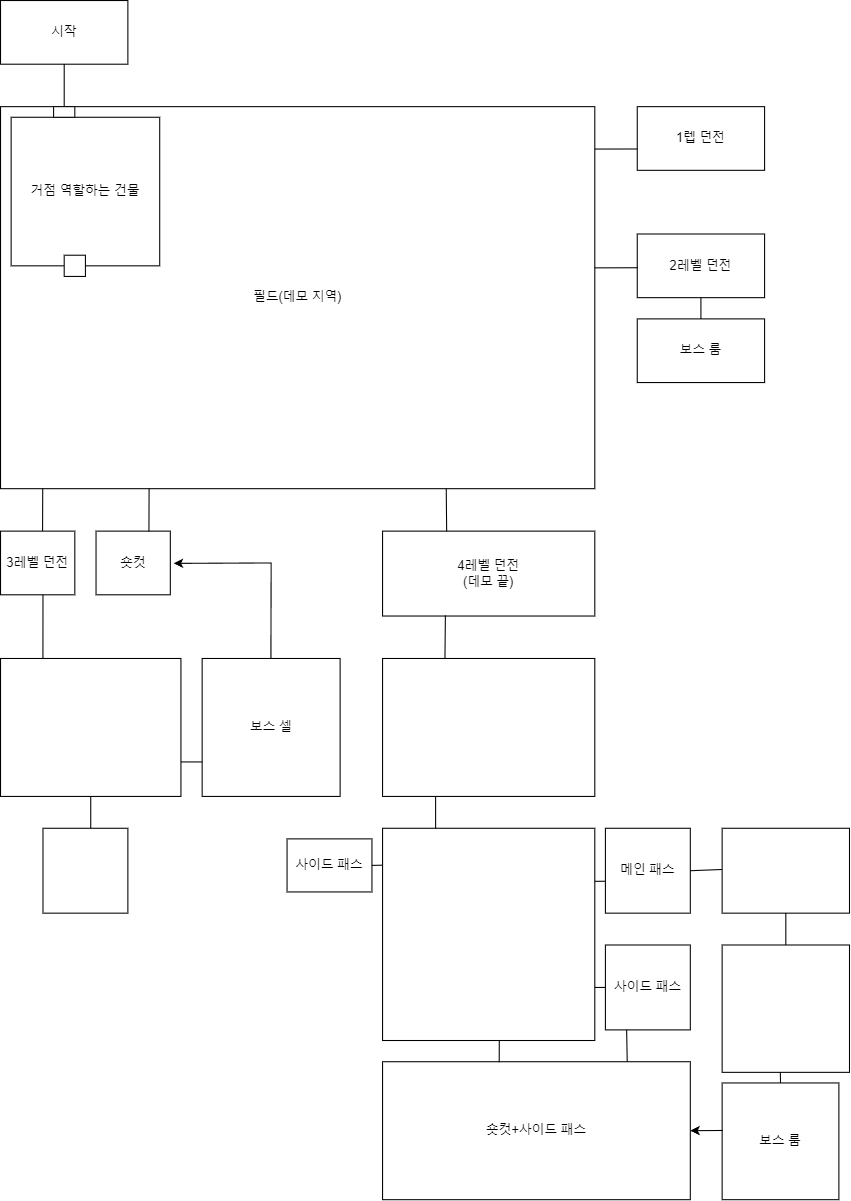 시작
거점 역할하는 건물
필드(데모 지역)
1렙 던전
2레벨 던전
보스 룸
3레벨 던전
숏컷
4레벨 던전
(데모 끝)
보스 셀
사이드 패스
메인 패스
사이드 패스
숏컷+사이드 패스
보스 룸